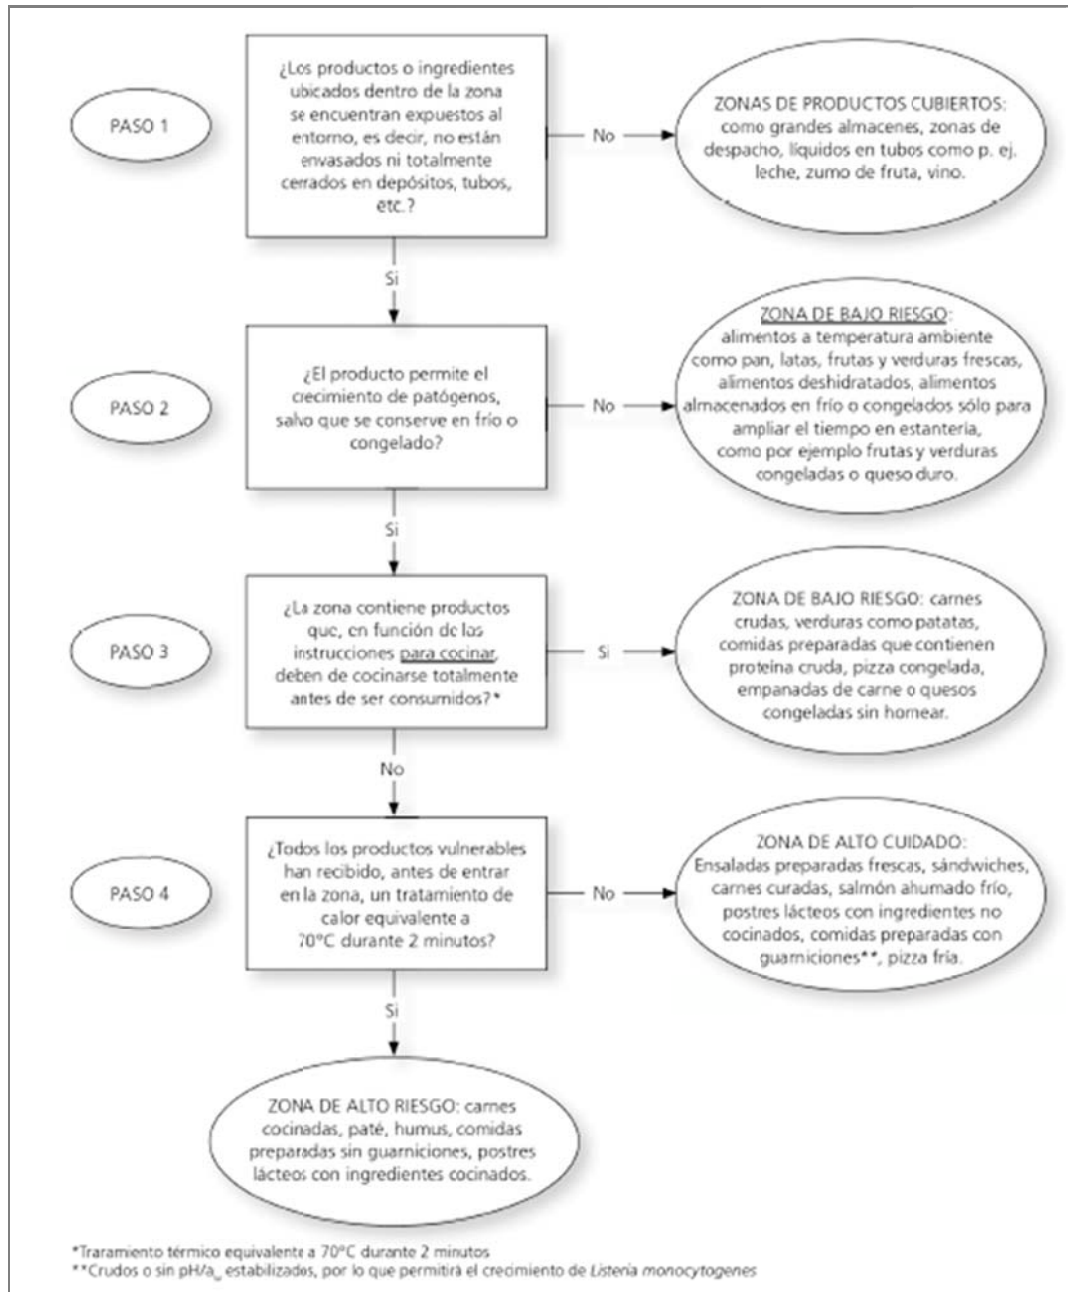 PASO 1
¿Los productos o ingredientes
ubicados dentro de la zona
se encuentran expuestos al
entorno, es decir, no están
envasados ni totalmente
cerrados en depósitos, tubos,
etc.?
No
ZONAS DE PRODUCTOS CUBIERTOS:
como grandes almacenes, zonas de
despacho, líquidos en tubos como p. ej.
leche, zumo de fruta, vino.
Si
PASO 2
¿El producto permite el
crecimiento de patógenos,
salvo que se conserve en frío o
congelado?
No
ZONA DE BAJO RIESGO:
alimentos a temperatura ambiente
como pan, latas, frutas y verduras frescas,
alimentos deshidratados, alimentos
almacenados en frío o congelados sólo para
ampliar el tiempo en estantería,
como por ejemplo frutas y verduras
congeladas o queso duro.
Si
PASO 3
¿La zona contiene productos
que, en función de las
instrucciones para cocinar,
deben de cocinarse totalmente
antes de ser consumidos?*
Si
ZONA DE BAJO RIESGO: carnes
crudas, verduras como patatas,
comidas preparadas que contienen
proteína cruda, pizza congelada,
empanadas de carne o quesos
congeladas sin hornear.
No
PASO 4
¿Todos los productos vulnerables
han recibido, antes de entrar
en la zona, un tratamiento de
calor equivalente a
70°C durante 2 minutos?
No
ZONA DE ALTO CUIDADO:
Ensaladas preparadas frescas, sándwiches,
carnes curadas, salmón ahumado frío,
postres lácteos con ingredientes no
cocinados, comidas preparadas con
guarniciones**, pizza fría.
Si
ZONA DE ALTO RIESGO: carnes
cocinadas, paté, humus, comidas
preparadas sin guarniciones, postres
lácteos con ingredientes cocinados.
*Traramiento térmico equivalente a 70°C durante 2 minutos
**Crudos o sin pH/aw estabilizados, por lo que permitirá el crecimiento de Listeria monocytogenes